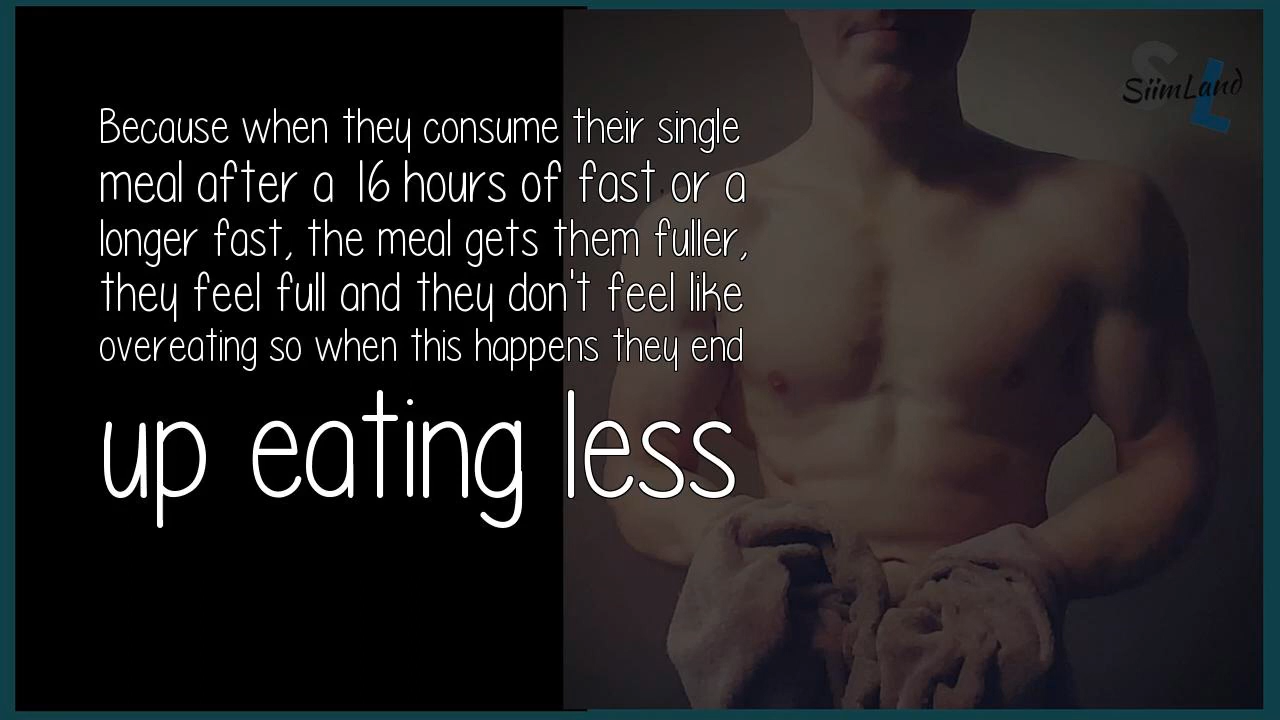 Because when they consume their single
meal after a 16 hours of fast or a
longer fast, the meal gets them fuller,
they feel full and they don't feel like
overeating so when this happens they end
up eating less
SL
SiimLand